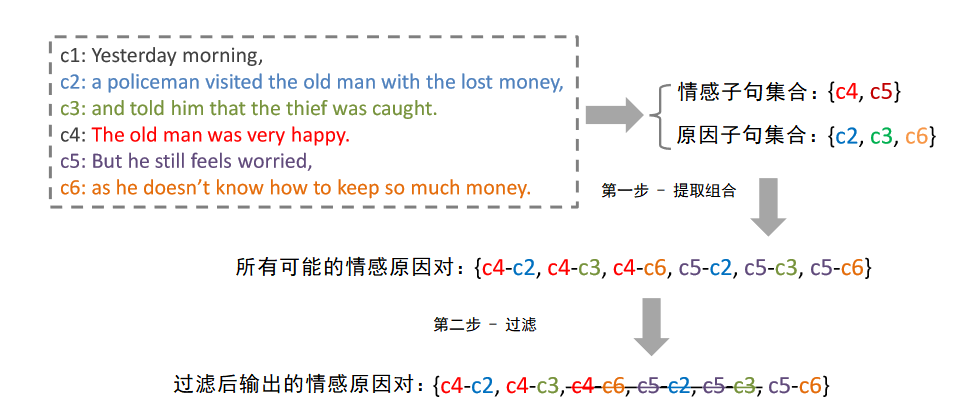 c1: Yesterday morning,
c2: a policeman visited the old man with the lost money,
c3: and told him that the thief was caught.
c4: The old man was very happy.
c5: But he still feels worried,
c6: as he doesn't know how to keep so much money.
情感子句集合：{c4, c5}
原因子句集合：{c2, c3, c6}
第一步 - 提取组合
所有可能的情感原因对：{c4-c2, c4-c3, c4-c6, c5-c2, c5-c3, c5-c6}
第二步 - 过滤
过滤后输出的情感原因对：{c4-c2, c4-c3, c4-c6, c5-c2, c5-c3, c5-c6}